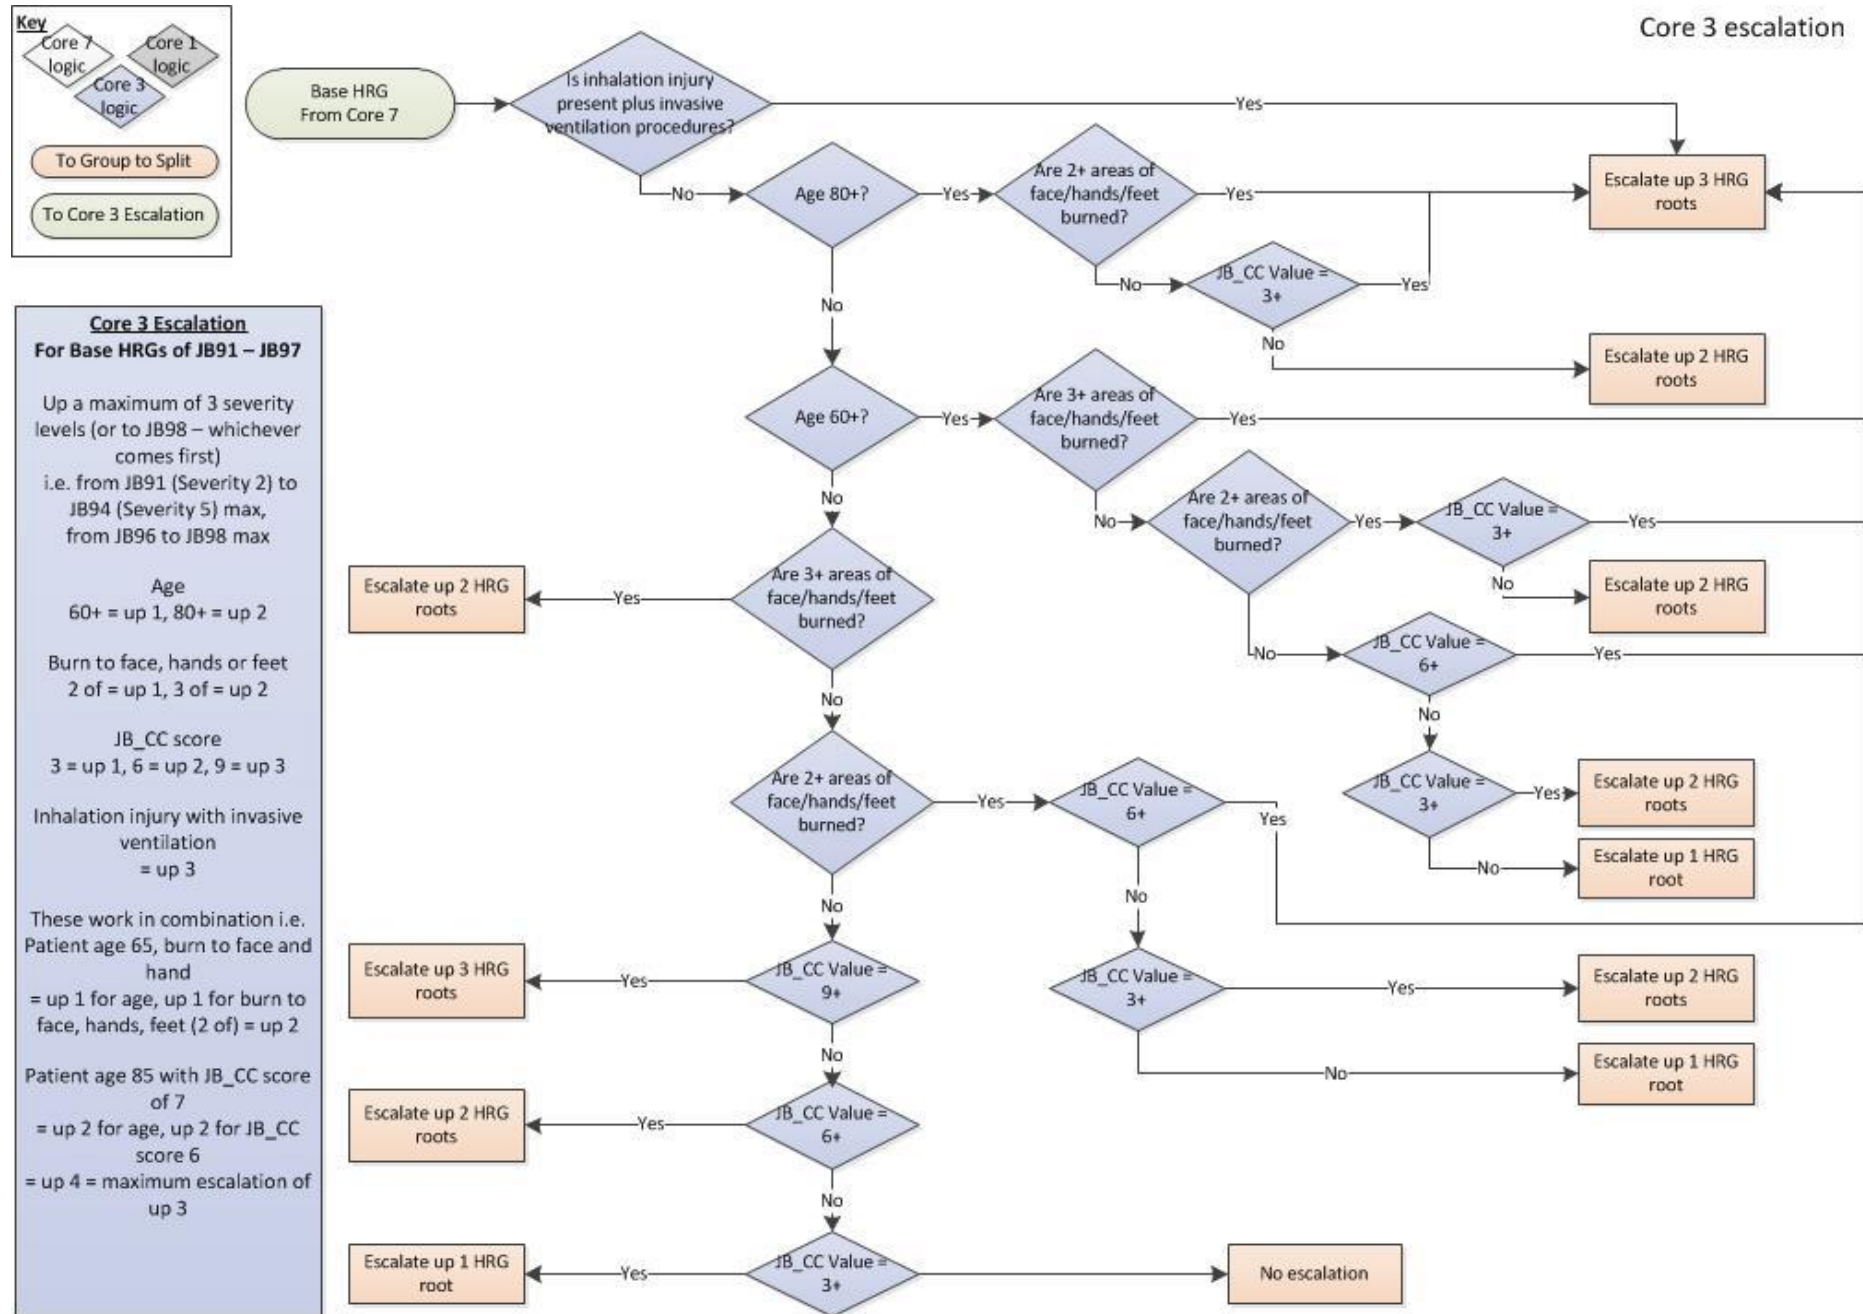 Core 3 escalation
Key
Core 7
logic
Core 1
logic
Core 3
logic
To Group to Split
To Core 3 Escalation
Base HRG
From Core 7
Is inhalation injury
present plus invasive
ventilation procedures?
Yes
No
Age 80+?
Yes
Are 2+ areas of
face/hands/feet
burned?
Yes
Escalate up 3 HRG
roots
No
JB_CC Value =
3+
Yes
No
Escalate up 2 HRG
roots
No
Age 60+?
Yes
Are 3+ areas of
face/hands/feet
burned?
Yes
No
Are 2+ areas of
face/hands/feet
burned?
Yes
JB_CC Value =
3+
Yes
No
Escalate up 2 HRG
roots
No
JB_CC Value =
6+
Yes
No
JB_CC Value =
3+
Yes
Escalate up 2 HRG
roots
No
Escalate up 1 HRG
root
No
Are 3+ areas of
face/hands/feet
burned?
Yes
Escalate up 2 HRG
roots
No
Are 2+ areas of
face/hands/feet
burned?
Yes
JB_CC Value =
6+
Yes
No
JB_CC Value =
3+
Yes
Escalate up 2 HRG
roots
No
Escalate up 1 HRG
root
No
JB_CC Value =
9+
Yes
Escalate up 3 HRG
roots
No
JB_CC Value =
6+
Yes
Escalate up 2 HRG
roots
No
JB_CC Value =
3+
Yes
Escalate up 1 HRG
root
No escalation
Core 3 Escalation
For Base HRGs of JB91 – JB97
Up a maximum of 3 severity
levels (or to JB98 – whichever
comes first)
i.e. from JB91 (Severity 2) to
JB94 (Severity 5) max,
from JB96 to JB98 max
Age
60+ = up 1, 80+ = up 2
Burn to face, hands or feet
2 of = up 1, 3 of = up 2
JB_CC score
3 = up 1, 6 = up 2, 9 = up 3
Inhalation injury with invasive
ventilation
= up 3
These work in combination i.e.
Patient age 65, burn to face and
hand
= up 1 for age, up 1 for burn to
face, hands, feet (2 of) = up 2
Patient age 85 with JB_CC score
of 7
= up 2 for age, up 2 for JB_CC
score 6
= up 4 = maximum escalation of
up 3